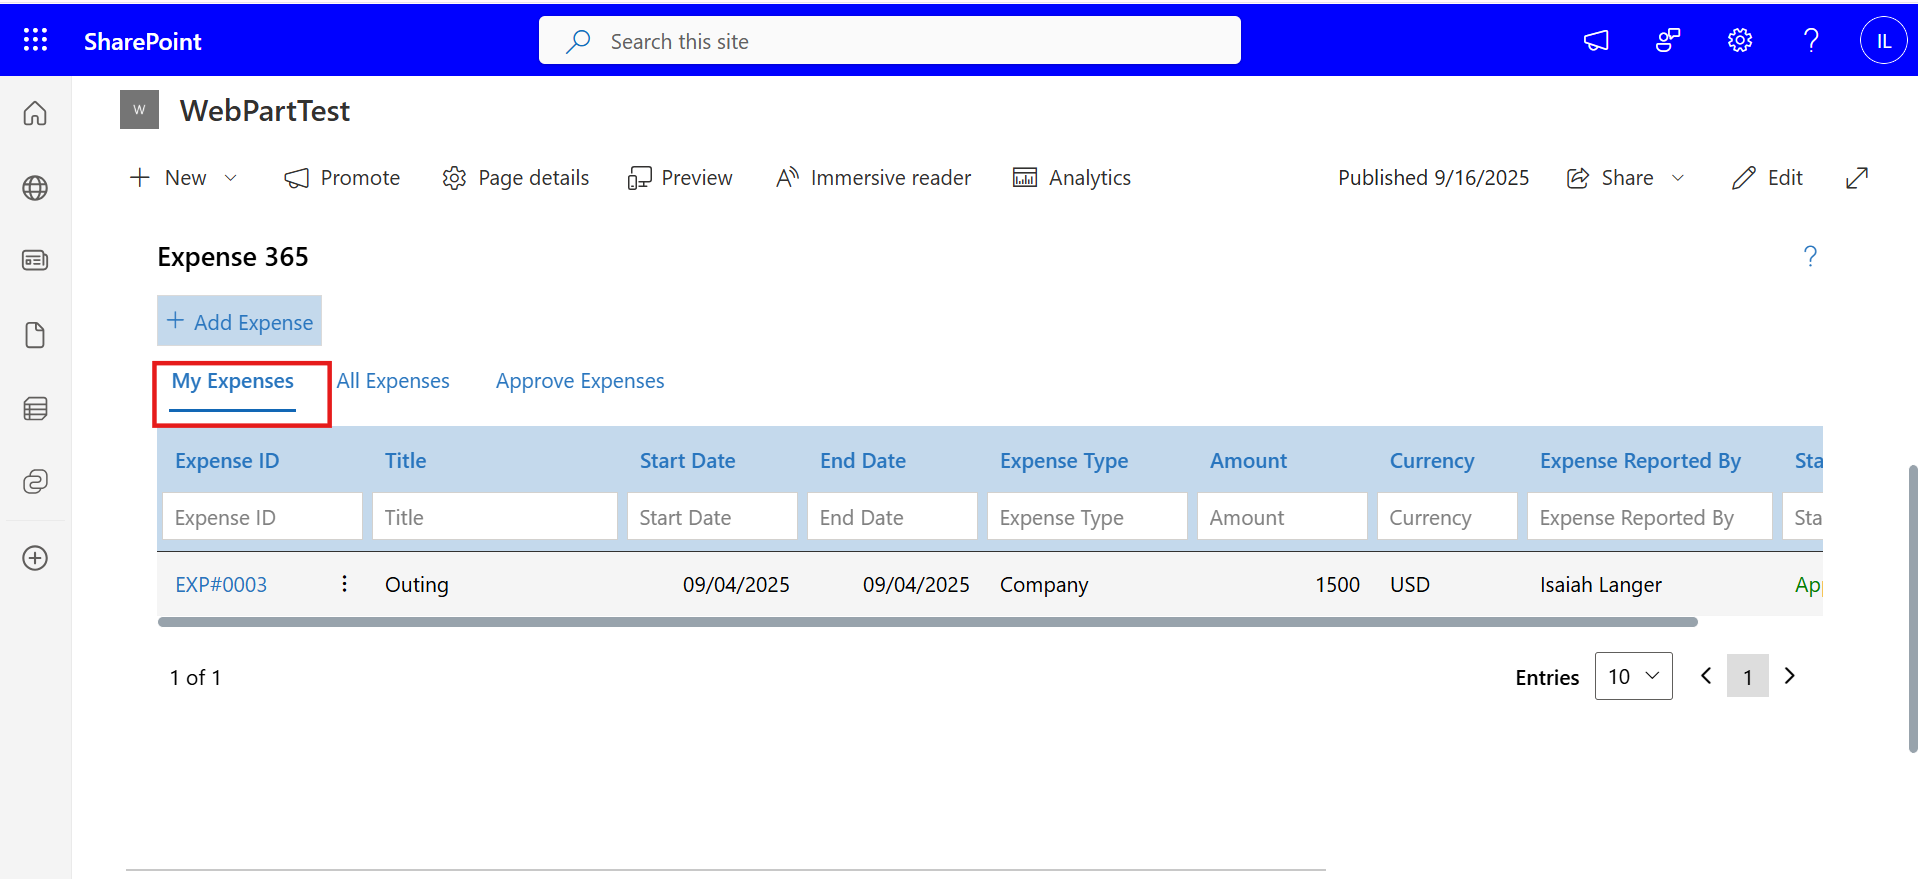 SharePoint
Search this site
?
IL
W
WebPartTest
New
Promote
Page details
Preview
Immersive reader
Analytics
Published 9/16/2025
Share
Edit
Expense 365
?
+ Add Expense
My Expenses
All Expenses
Approve Expenses
Expense ID Title Start Date End Date Expense Type Amount Currency Expense Reported By Sta
Expense ID Title Start Date End Date Expense Type Amount Currency Expense Reported By Sta
EXP#0003 Outing 09/04/2025 09/04/2025 Company 1500 USD Isaiah Langer App
1 of 1
Entries 10 1